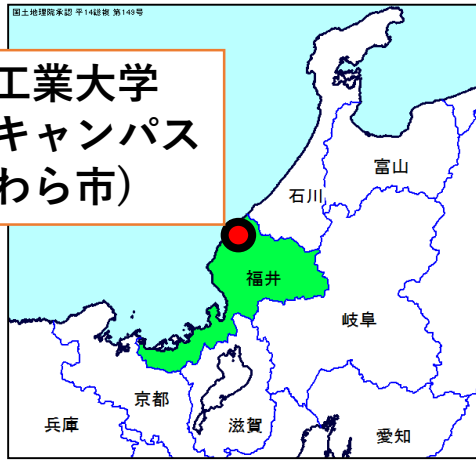 国土地理院承認 平14総複 第149号
工業大学
キャンパス
わら市)
富山
石川
福井
岐阜
京都
兵庫
滋賀
愛知